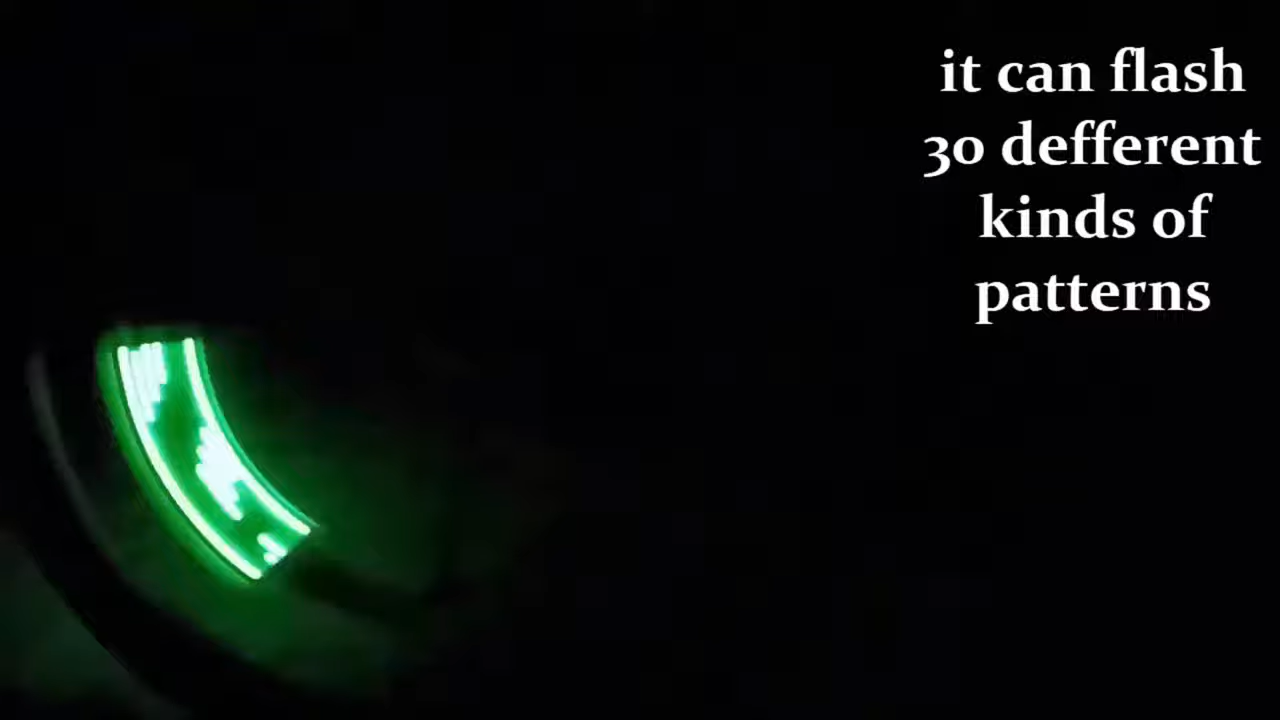 it can flash
30 defferent
kinds of
patterns